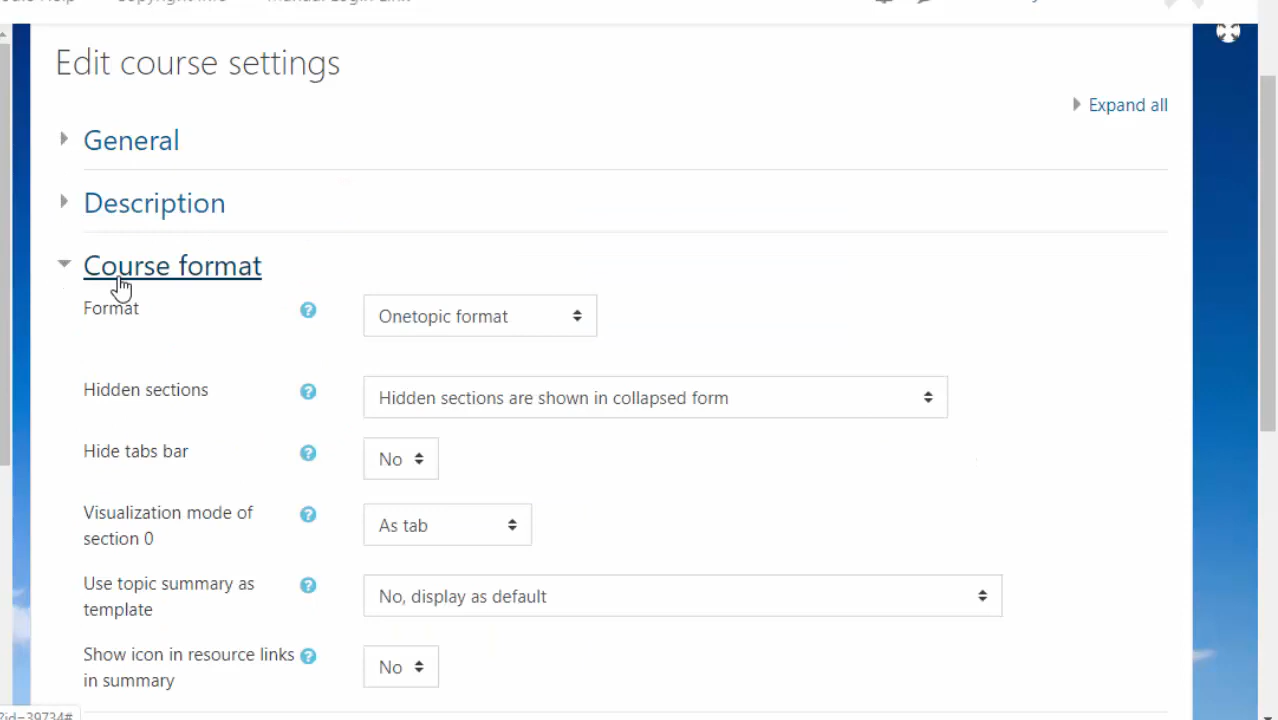 Edit course settings
Expand all
General
Description
Course format
Format
Onetopic format
Hidden sections
Hidden sections are shown in collapsed form
Hide tabs bar
No
Visualization mode of
section 0
As tab
Use topic summary as
template
No, display as default
Show icon in resource links
in summary
No
?id=39734#